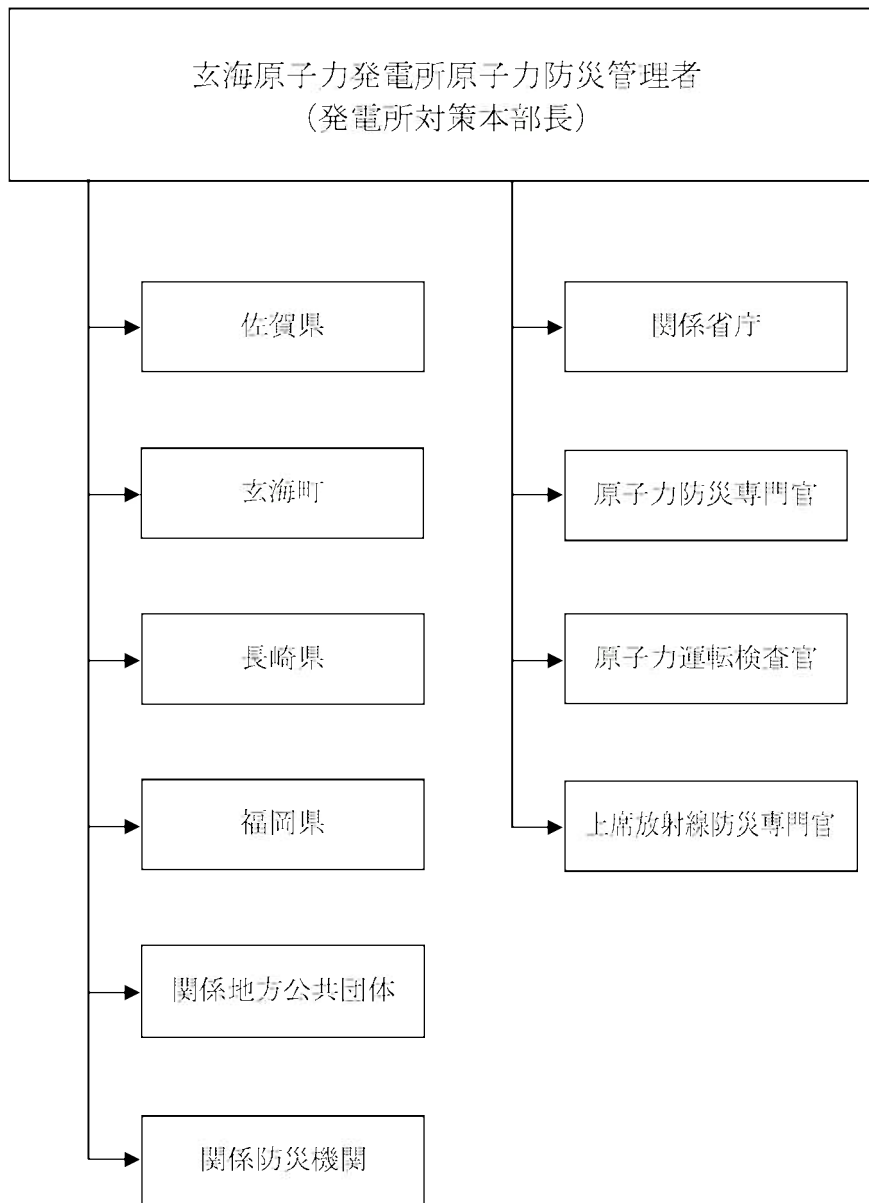 玄海原子力発電所原子力防災管理者
（発電所対策本部長）
佐賀県
玄海町
長崎県
福岡県
関係地方公共団体
関係防災機関
関係省庁
原子力防災専門官
原子力運転検査官
上席放射線防災専門官